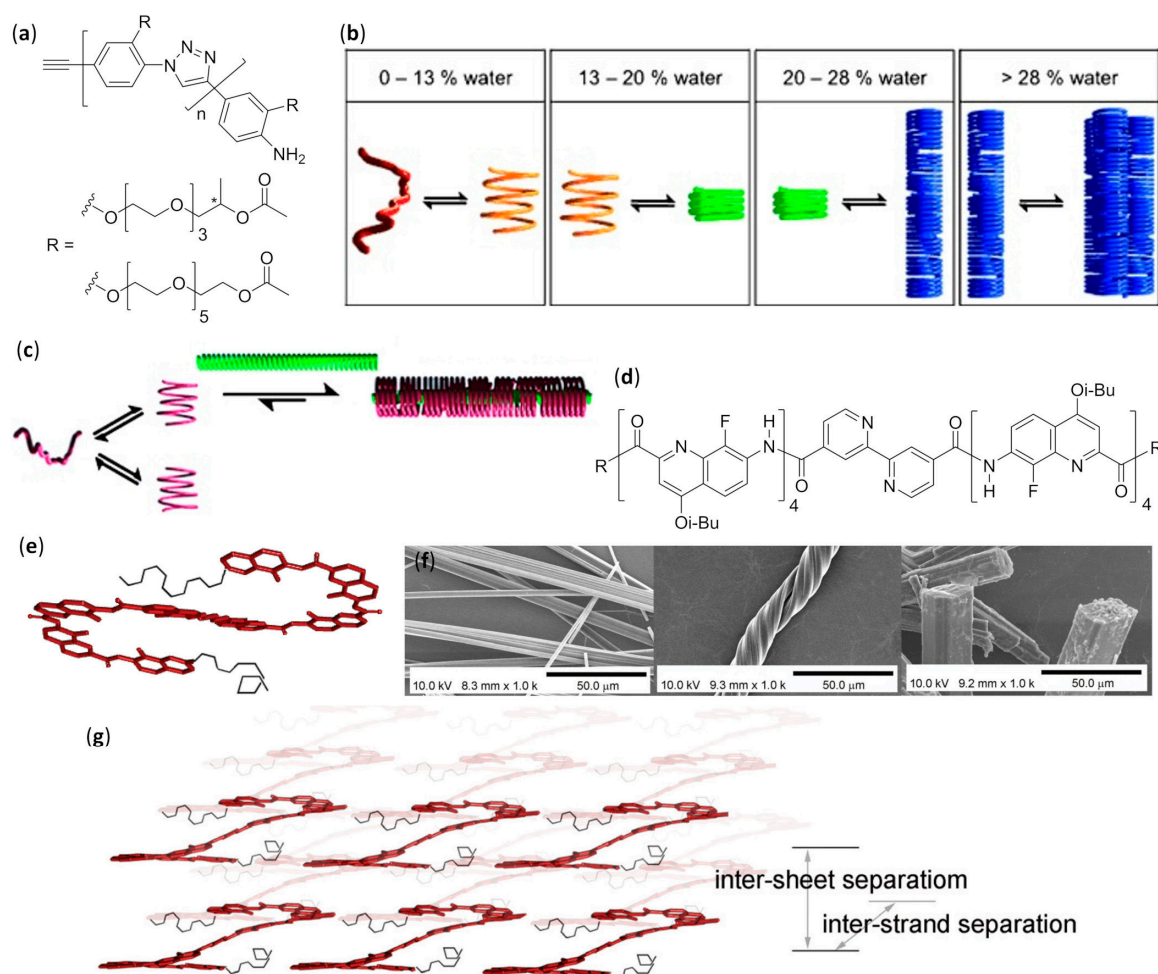 (a)
R
N
N
N
n
R
NH₂
O
O
O
*
O
O
3
R =
O
O
O
O
5
(b)
0 – 13 % water
13 – 20 % water
20 – 28 % water
> 28 % water
(c)
(d)
R
O
N
F
H
N
Oi-Bu
4
O
N
N
O
N
H
F
Oi-Bu
N
O
4
R
(e)
(f)
10.0 kV 8.3 mm x 1.0 k 50.0 µm
10.0 kV 9.3 mm x 1.0 k 50.0 µm
10.0 kV 9.2 mm x 1.0 k 50.0 µm
(g)
inter-sheet separatiom
inter-strand separation